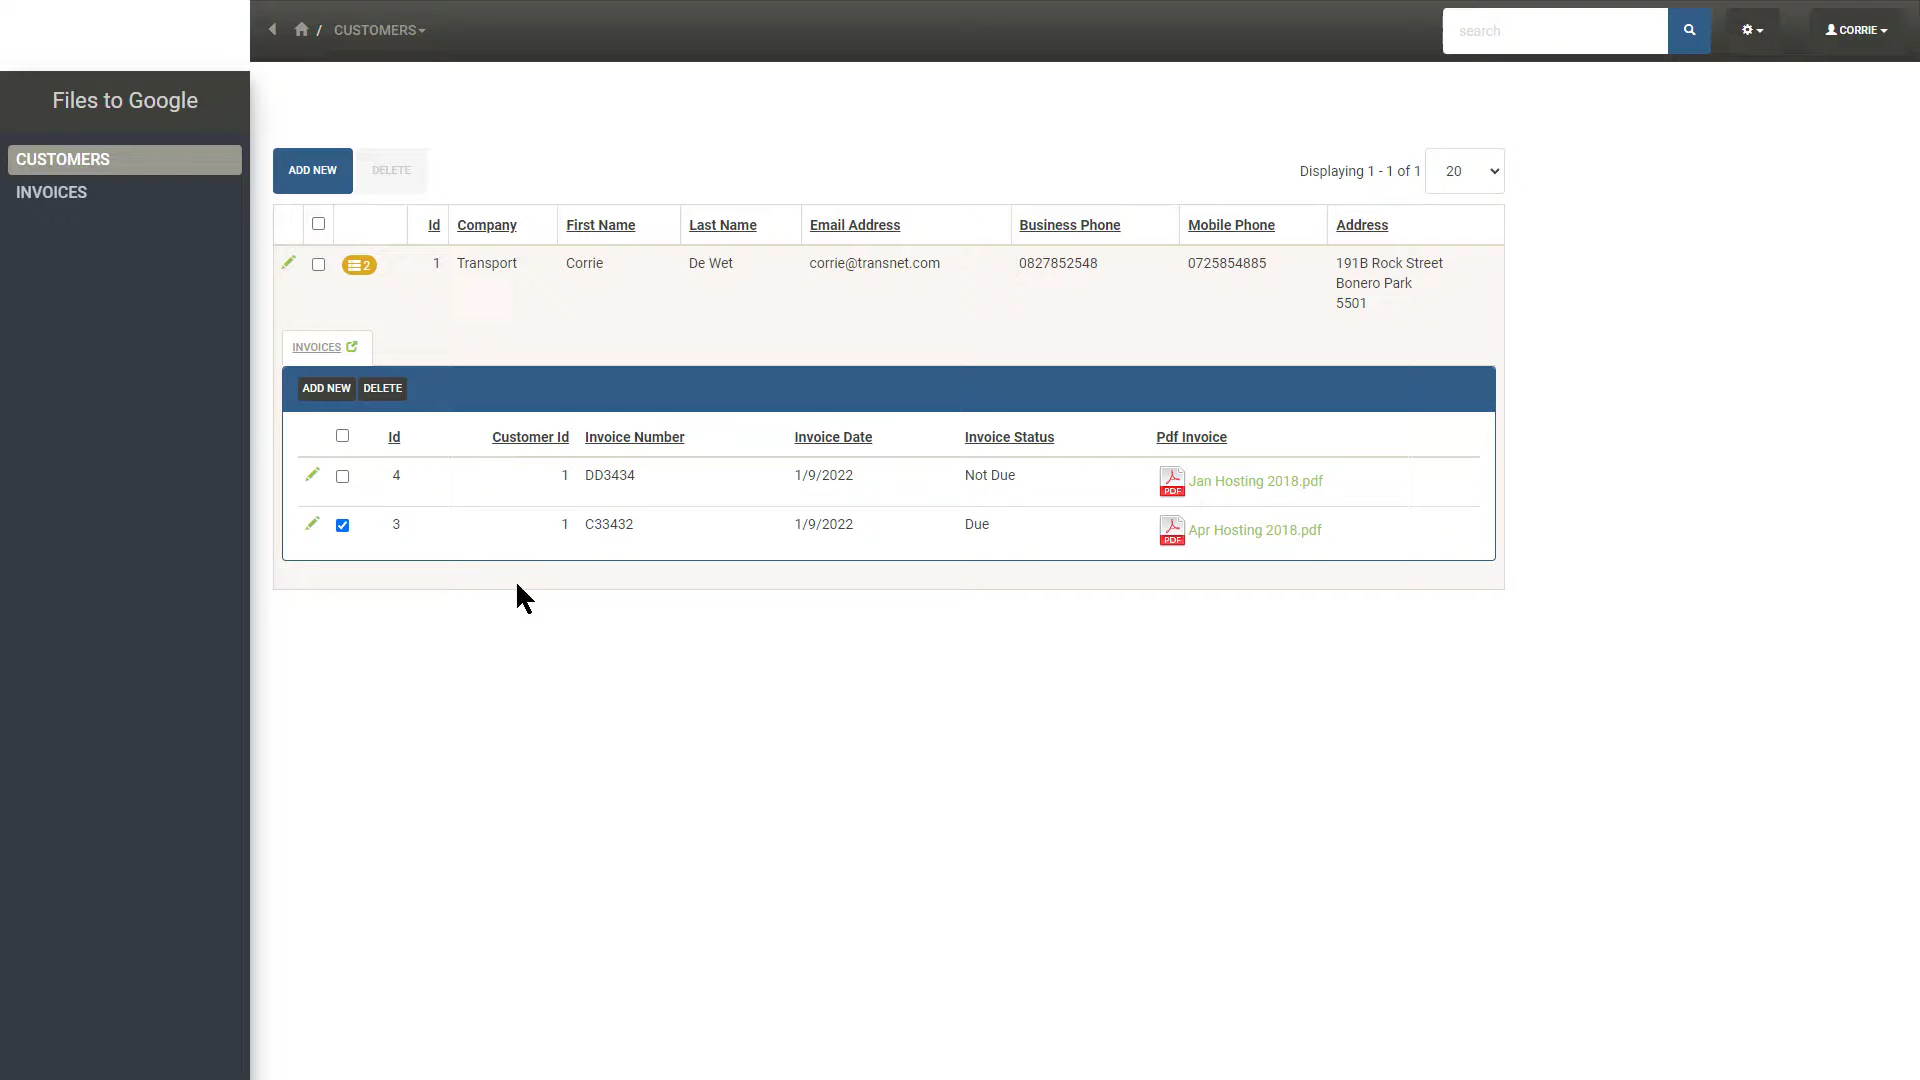 / CUSTOMERS
search
CORRIE
Files to Google
CUSTOMERS
INVOICES
ADD NEW DELETE
Displaying 1 - 1 of 1 20
Id Company First Name Last Name Email Address Business Phone Mobile Phone Address
2 1 Transport Corrie De Wet corrie@transnet.com 0827852548 0725854885 191B Rock Street
Bonero Park
5501
INVOICES
ADD NEW DELETE
Id Customer Id Invoice Number Invoice Date Invoice Status Pdf Invoice
4 1 DD3434 1/9/2022 Not Due PDF Jan Hosting 2018.pdf
3 1 C33432 1/9/2022 Due PDF Apr Hosting 2018.pdf